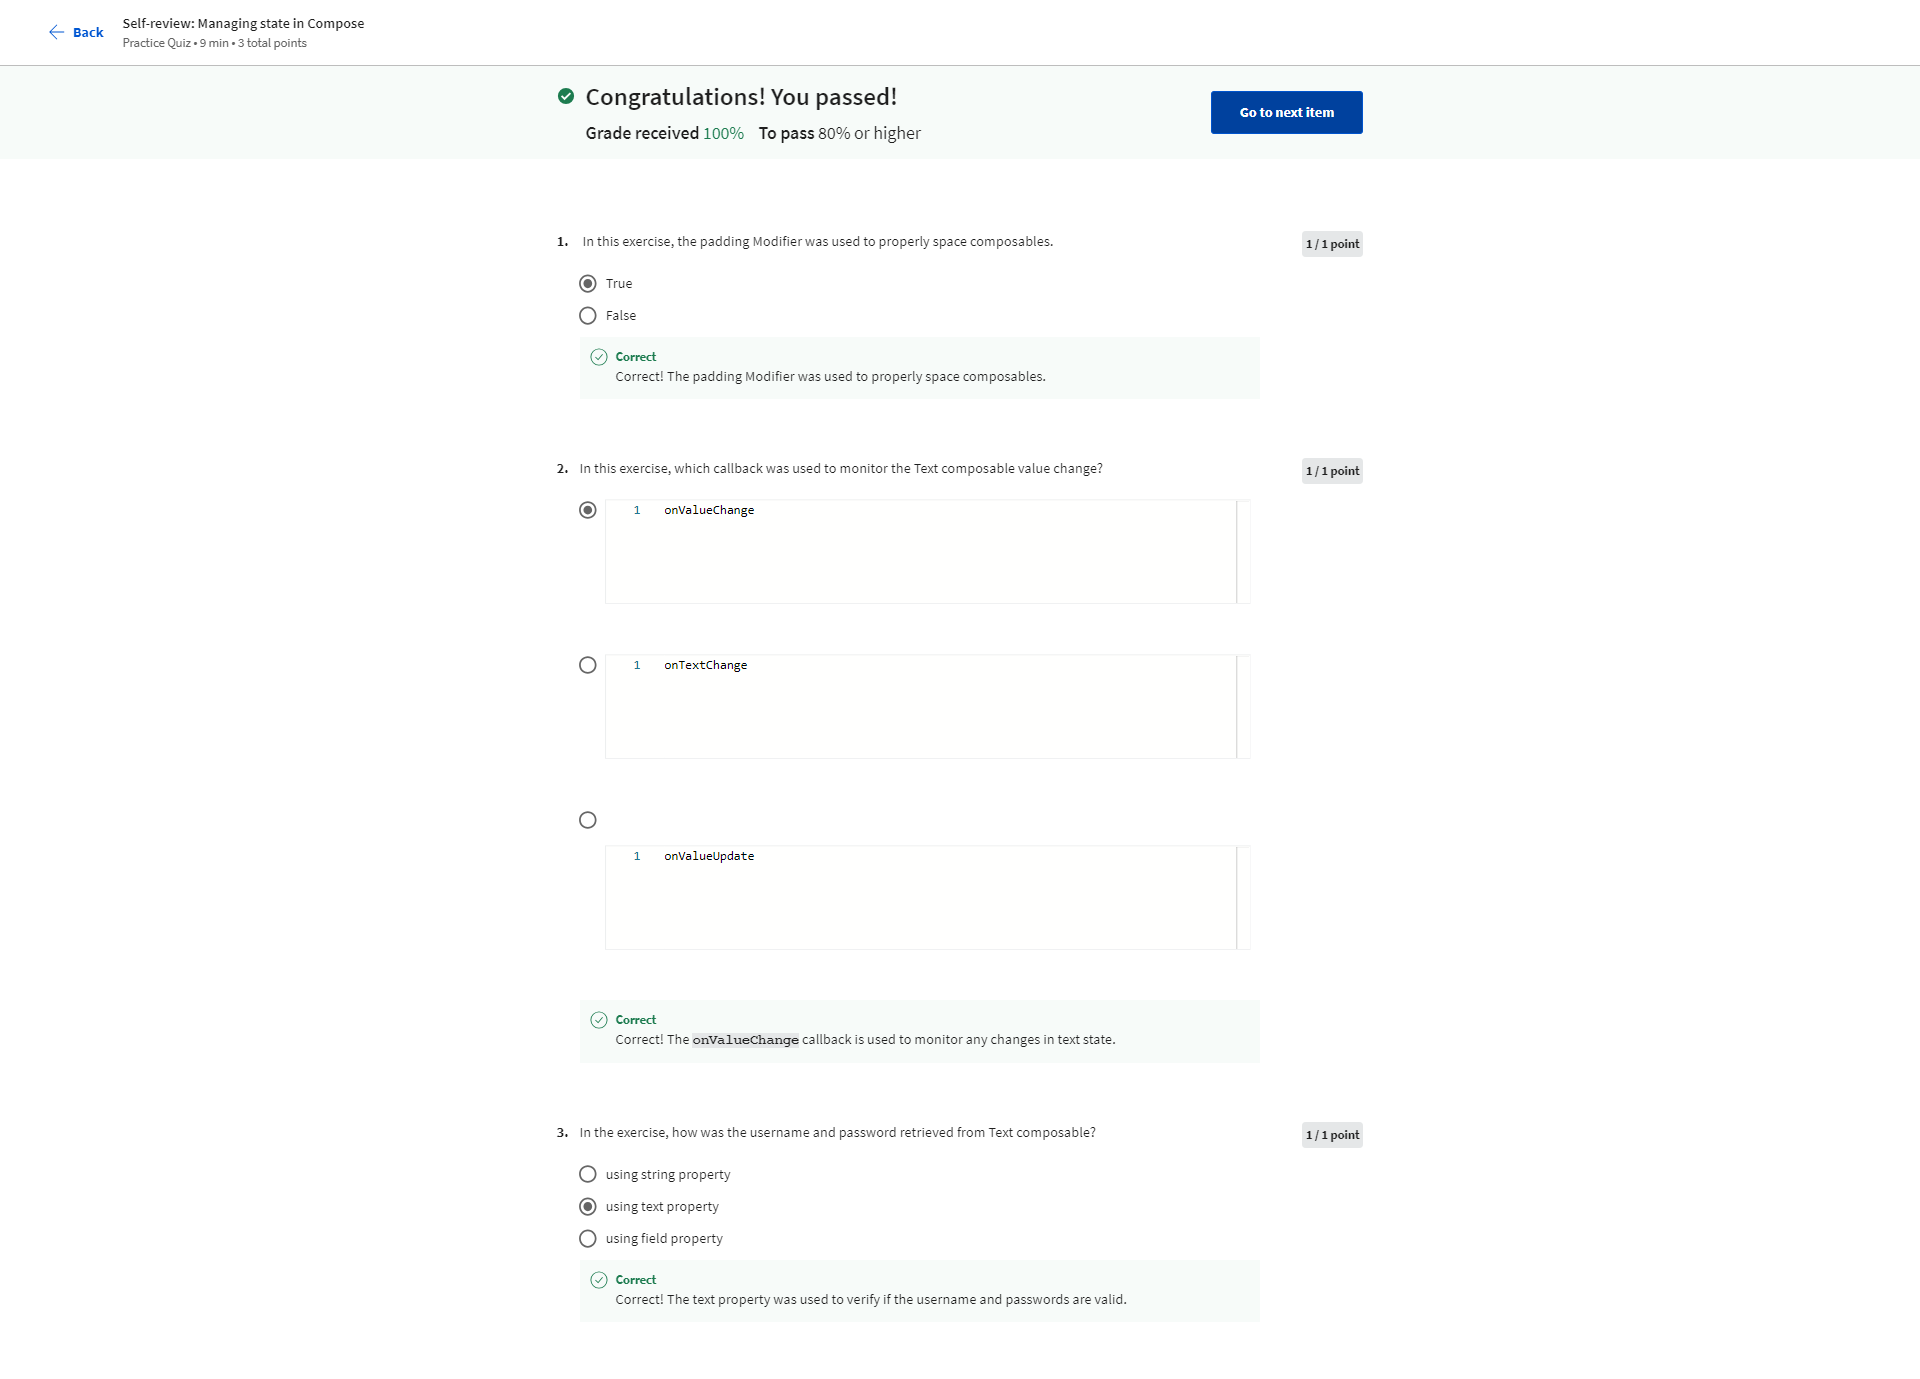 Back
Self-review: Managing state in Compose
Practice Quiz • 9 min • 3 total points
Congratulations! You passed!
Grade received 100% To pass 80% or higher
Go to next item
1. In this exercise, the padding Modifier was used to properly space composables.
1 / 1 point
True
False
Correct
Correct! The padding Modifier was used to properly space composables.
2. In this exercise, which callback was used to monitor the Text composable value change?
1 / 1 point
1 onValueChange
1 onTextChange
1 onValueUpdate
Correct
Correct! The onValueChange callback is used to monitor any changes in text state.
3. In the exercise, how was the username and password retrieved from Text composable?
1 / 1 point
using string property
using text property
using field property
Correct
Correct! The text property was used to verify if the username and passwords are valid.